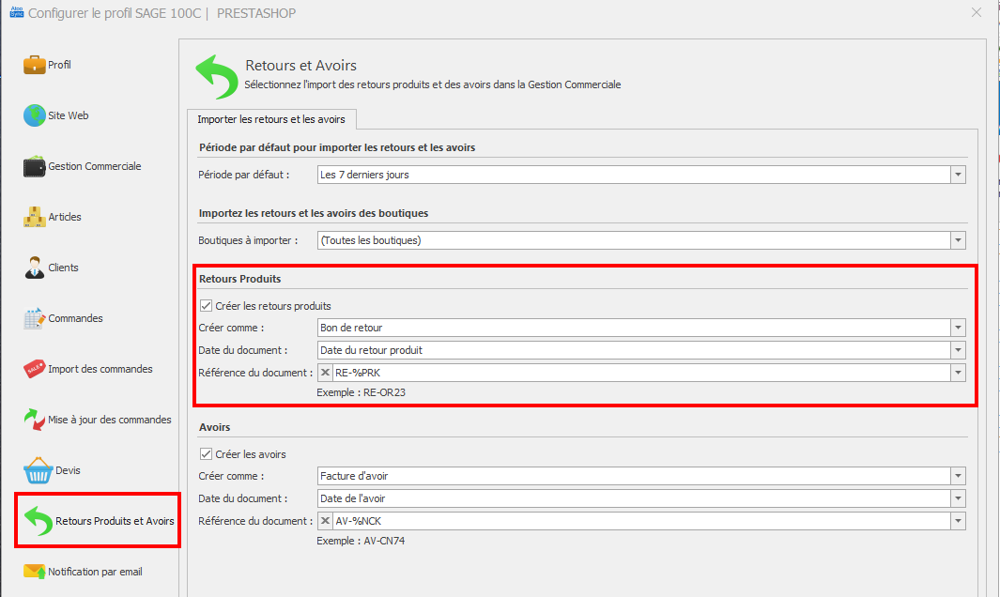 Atoo Sync Configurer le profil SAGE 100C | PRESTASHOP
Profil
Site Web
Gestion Commerciale
Articles
Clients
Commandes
SALE Import des commandes
Mise à jour des commandes
Devis
Retours Produits et Avoirs
Notification par email
Retours et Avoirs
Sélectionnez l'import des retours produits et des avoirs dans la Gestion Commerciale
Importer les retours et les avoirs
Période par défaut pour importer les retours et les avoirs
Période par défaut : Les 7 derniers jours
Importez les retours et les avoirs des boutiques
Boutiques à importer : (Toutes les boutiques)
Retours Produits
Créer les retours produits
Créer comme : Bon de retour
Date du document : Date du retour produit
Référence du document : RE-%PRK
Exemple : RE-OR23
Avoirs
Créer les avoirs
Créer comme : Facture d'avoir
Date du document : Date de l'avoir
Référence du document : AV-%NCK
Exemple : AV-CN74